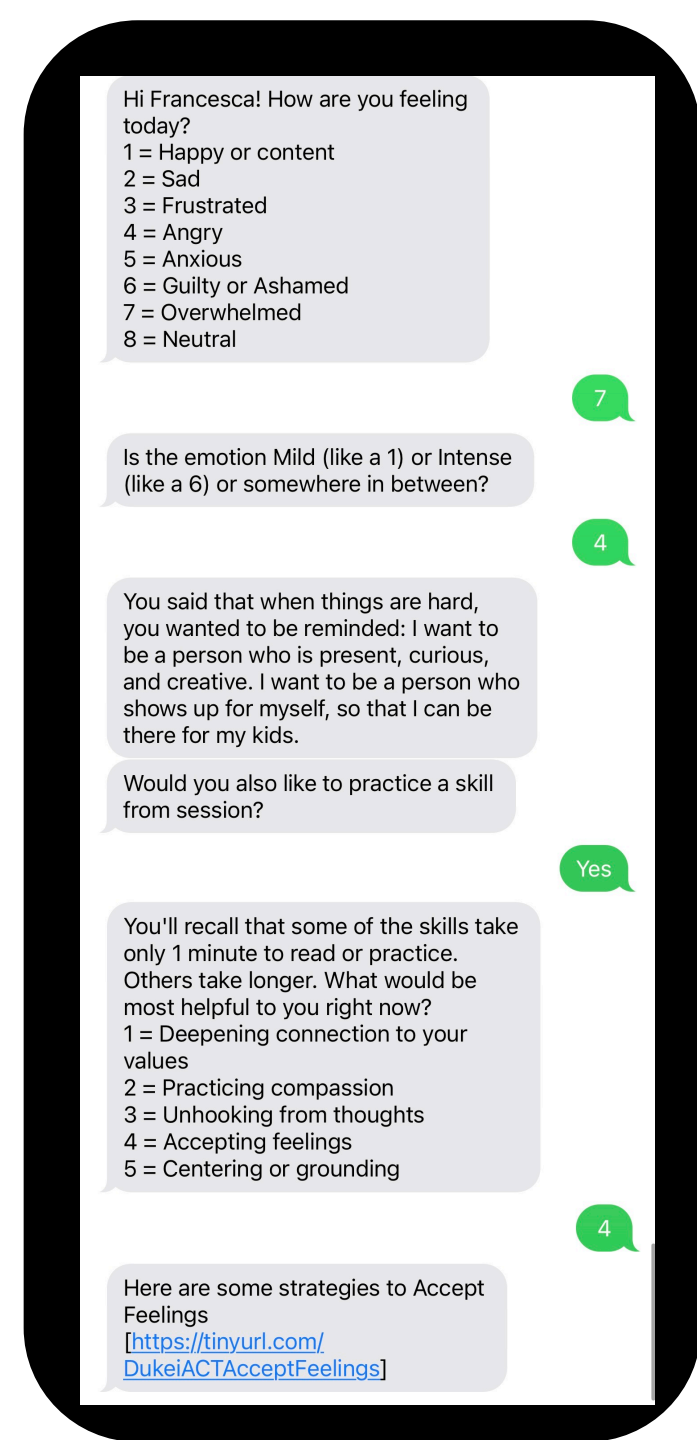 Hi Francesca! How are you feeling
today?
1 = Happy or content
2 = Sad
3 = Frustrated
4 = Angry
5 = Anxious
6 = Guilty or Ashamed
7 = Overwhelmed
8 = Neutral
7
Is the emotion Mild (like a 1) or Intense
(like a 6) or somewhere in between?
4
You said that when things are hard,
you wanted to be reminded: I want to
be a person who is present, curious,
and creative. I want to be a person who
shows up for myself, so that I can be
there for my kids.
Would you also like to practice a skill
from session?
Yes
You'll recall that some of the skills take
only 1 minute to read or practice.
Others take longer. What would be
most helpful to you right now?
1 = Deepening connection to your
values
2 = Practicing compassion
3 = Unhooking from thoughts
4 = Accepting feelings
5 = Centering or grounding
4
Here are some strategies to Accept
Feelings
[https://tinyurl.com/
DukeiACTAcceptFeelings]